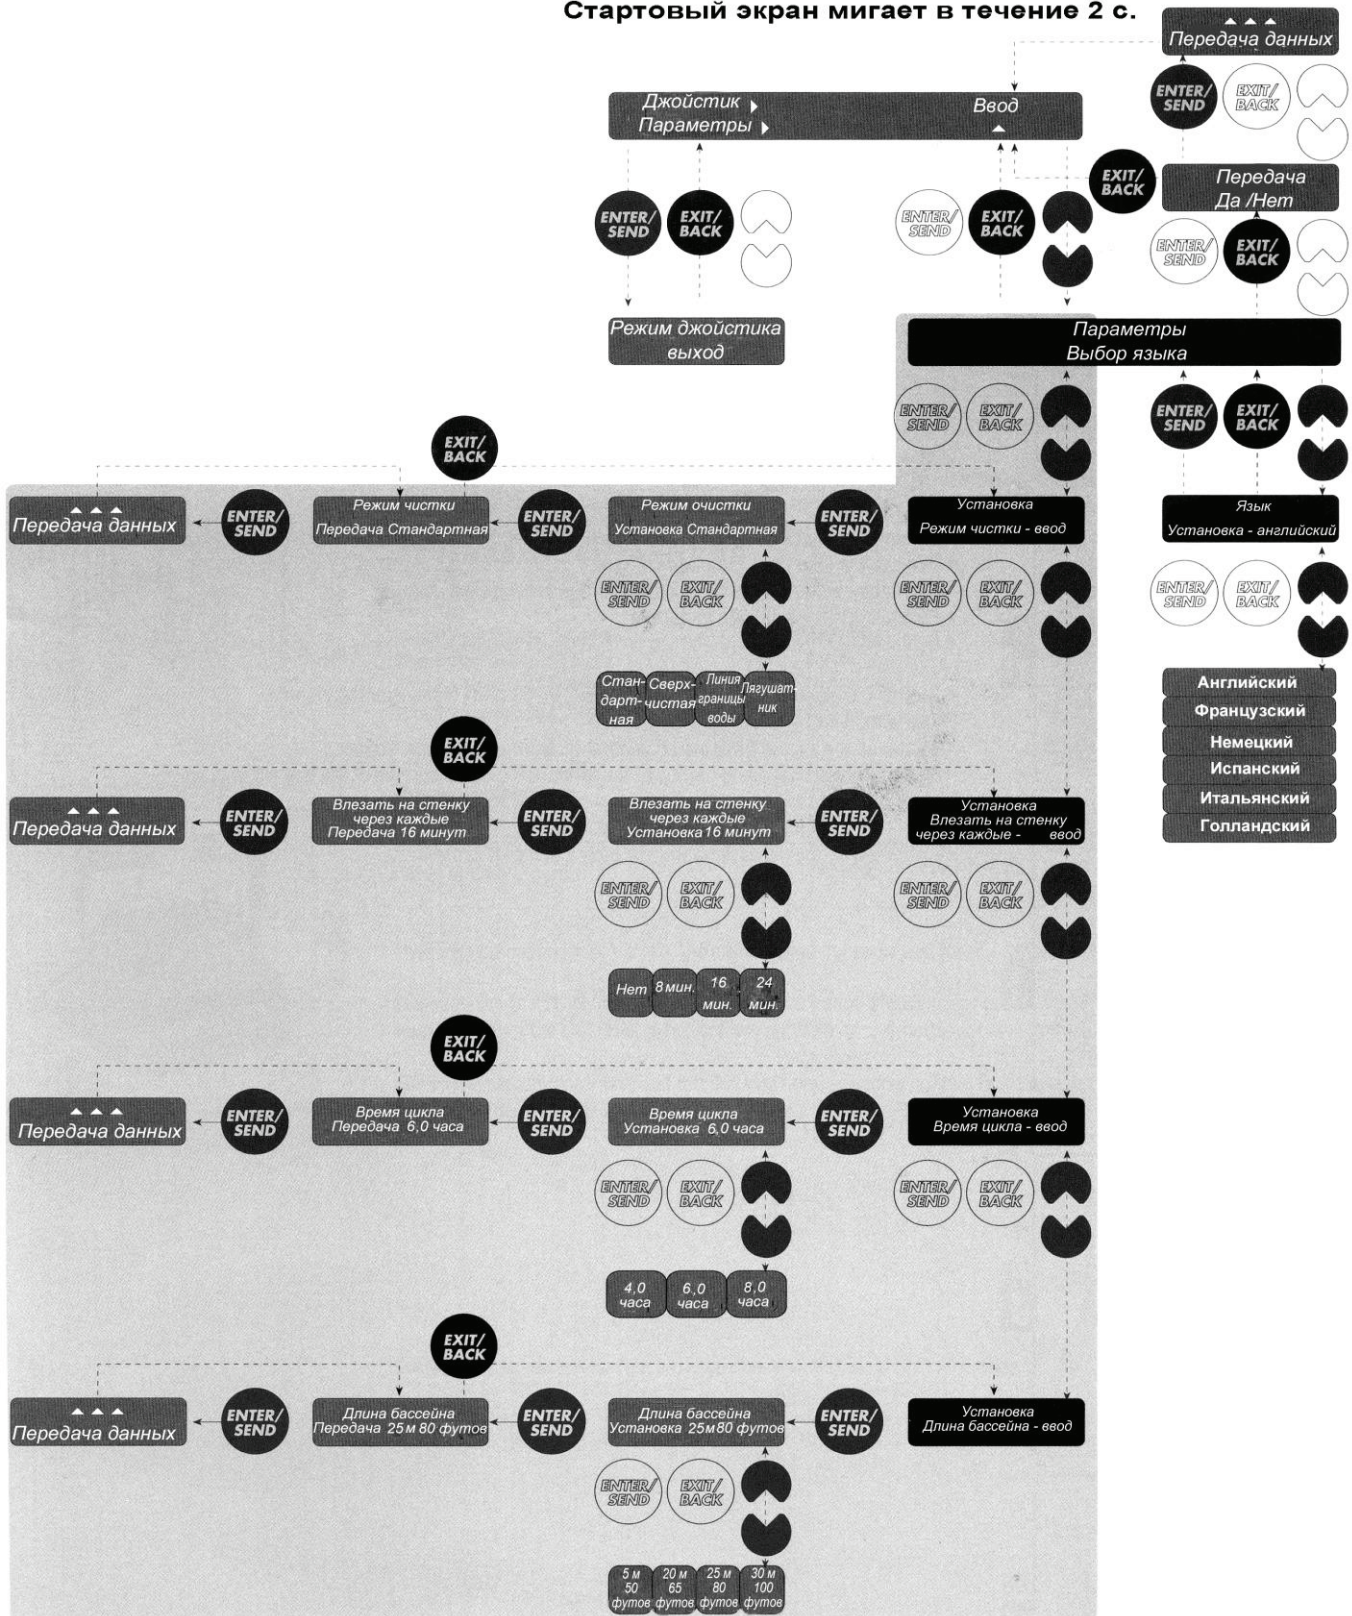 Стартовый экран мигает в течение 2 с.
Передача данных
ENTER/
SEND
EXIT/
BACK
Джойстик
Параметры
Ввод
EXIT/
BACK
Передача
Да /Нет
ENTER/
SEND
EXIT/
BACK
ENTER/
SEND
EXIT/
BACK
ENTER/
SEND
EXIT/
BACK
Режим джойстика
выход
Параметры
Выбор языка
ENTER/
SEND
EXIT/
BACK
ENTER/
SEND
EXIT/
BACK
EXIT/
BACK
Передача данных
ENTER/
SEND
Режим чистки
Передача Стандартная
ENTER/
SEND
Режим очистки
Установка Стандартная
ENTER/
SEND
Установка
Режим чистки - ввод
Язык
Установка - английский
ENTER/
SEND
EXIT/
BACK
ENTER/
SEND
EXIT/
BACK
ENTER/
SEND
EXIT/
BACK
Стан-
дарт-
ная
Сверх-
чистая
Линия
границы
воды
Лягушат-
ник
Английский
Французский
Немецкий
Испанский
Итальянский
Голландский
EXIT/
BACK
Передача данных
ENTER/
SEND
Влезать на стенку
через каждые
Передача 16 минут
ENTER/
SEND
Влезать на стенку
через каждые
Установка 16 минут
ENTER/
SEND
Установка
Влезать на стенку
через каждые - ввод
ENTER/
SEND
EXIT/
BACK
ENTER/
SEND
EXIT/
BACK
Нет
8 мин.
16
мин.
24
мин.
EXIT/
BACK
Передача данных
ENTER/
SEND
Время цикла
Передача 6,0 часа
ENTER/
SEND
Время цикла
Установка 6,0 часа
ENTER/
SEND
Установка
Время цикла - ввод
ENTER/
SEND
EXIT/
BACK
ENTER/
SEND
EXIT/
BACK
4,0
часа
6,0
часа
8,0
часа
EXIT/
BACK
Передача данных
ENTER/
SEND
Длина бассейна
Передача 25 м 80 футов
ENTER/
SEND
Длина бассейна
Установка 25м80 футов
ENTER/
SEND
Установка
Длина бассейна - ввод
ENTER/
SEND
EXIT/
BACK
5 м
50
футов
20 м
65
футов
25 м
80
футов
30 м
100
футов